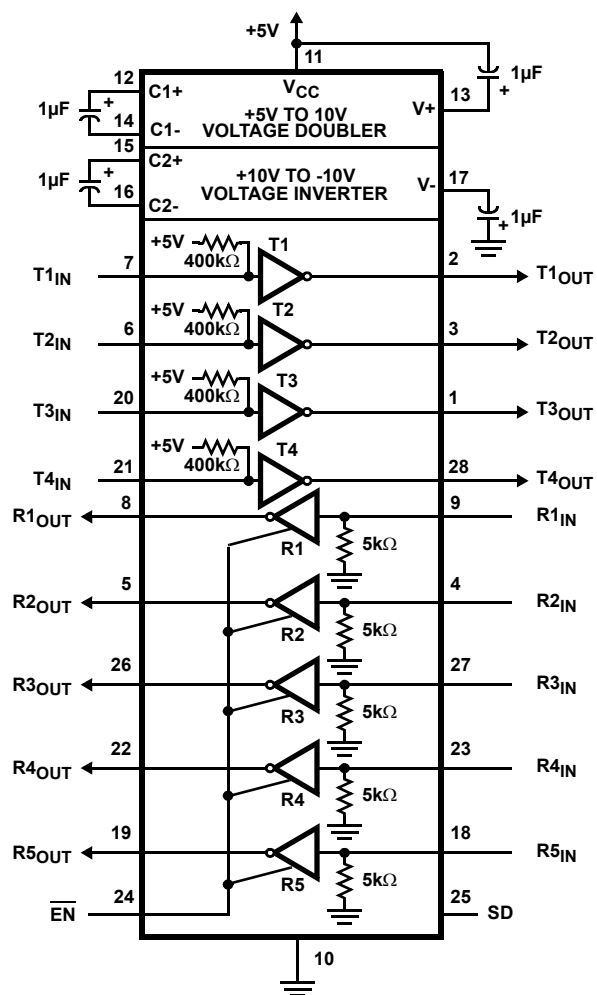 +5V
11
12
C1+
VCC
1µF
+
+5V TO 10V
VOLTAGE DOUBLER
V+
13
1µF
+
14
C1-
15
C2+
1µF
+
+10V TO -10V
VOLTAGE INVERTER
V-
17
16
C2-
1µF
+
+5V
400kΩ
T1
T1IN
7
2
T1OUT
+5V
400kΩ
T2
T2IN
6
3
T2OUT
+5V
400kΩ
T3
T3IN
20
1
T3OUT
+5V
400kΩ
T4
T4IN
21
28
T4OUT
R1OUT
8
R1
9
R1IN
5kΩ
R2OUT
5
R2
4
R2IN
5kΩ
R3OUT
26
R3
27
R3IN
5kΩ
R4OUT
22
R4
23
R4IN
5kΩ
R5OUT
19
R5
18
R5IN
5kΩ
E̅N̅
24
25
SD
10